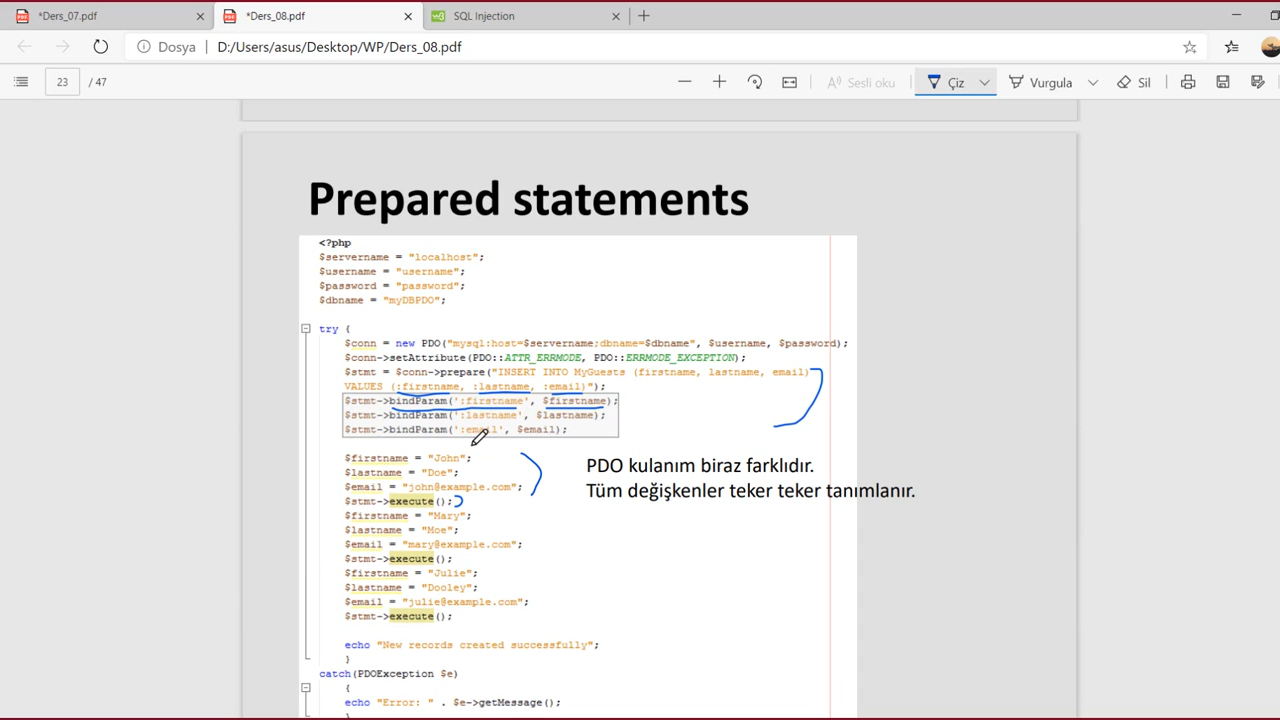 *Ders_07.pdf
*Ders_08.pdf
SQL Injection
Dosya
D:/Users/asus/Desktop/WP/Ders_08.pdf
23 / 47
Sesli oku
Çiz
Vurgula
Sil
Prepared statements
<?php
$servername = "localhost";
$username = "username";
$password = "password";
$dbname = "myDBPDO";
try {
$conn = new PDO("mysql:host=$servername;dbname=$dbname", $username, $password);
$conn->setAttribute(PDO::ATTR_ERRMODE, PDO::ERRMODE_EXCEPTION);
$stmt = $conn->prepare("INSERT INTO MyGuests (firstname, lastname, email)
VALUES (:firstname, :lastname, :email)");
$stmt->bindParam(':firstname', $firstname);
$stmt->bindParam(':lastname', $lastname);
$stmt->bindParam(':email', $email);
$firstname = "John";
$lastname = "Doe";
$email = "john@example.com";
$stmt->execute();
$firstname = "Mary";
$lastname = "Moe";
$email = "mary@example.com";
$stmt->execute();
$firstname = "Julie";
$lastname = "Dooley";
$email = "julie@example.com";
$stmt->execute();
echo "New records created successfully";
}
catch(PDOException $e)
{
echo "Error: " . $e->getMessage();
}
PDO kulanım biraz farklıdır.
Tüm değişkenler teker teker tanımlanır.